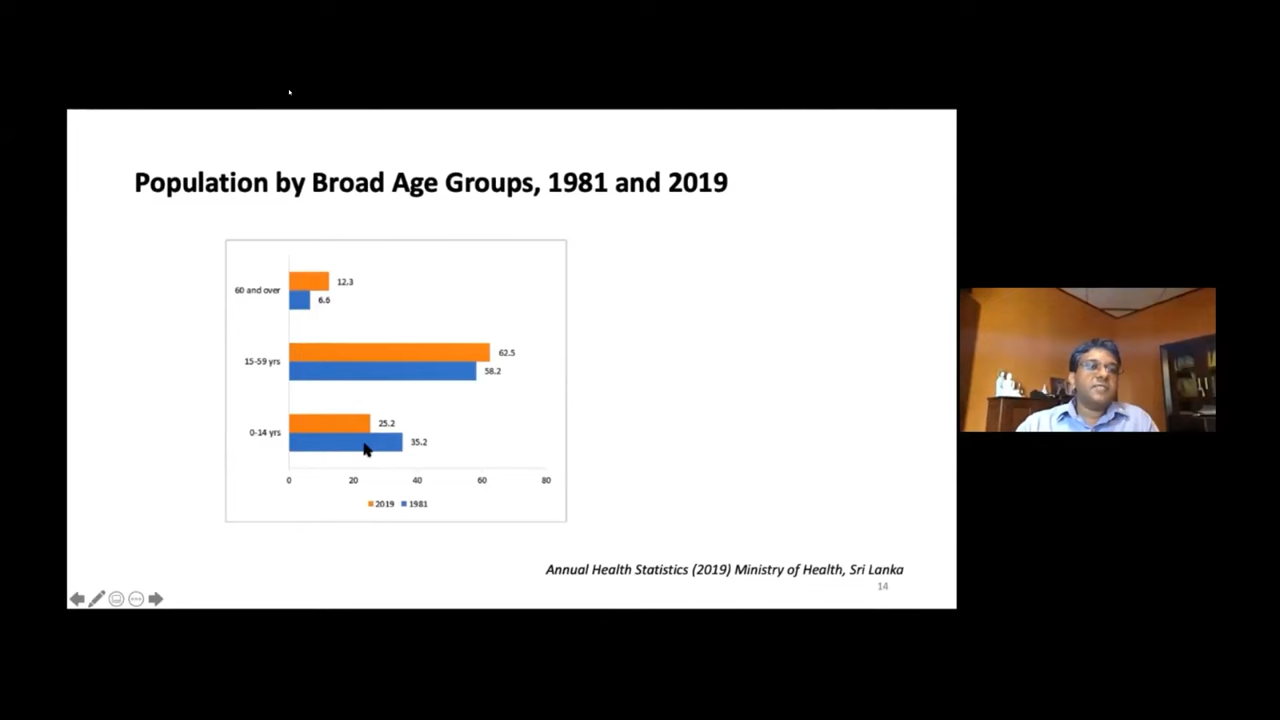 Population by Broad Age Groups, 1981 and 2019
60 and over
12.3
6.6
15-59 yrs
62.5
58.2
0-14 yrs
25.2
35.2
0 20 40 60 80
2019 1981
Annual Health Statistics (2019) Ministry of Health, Sri Lanka
14